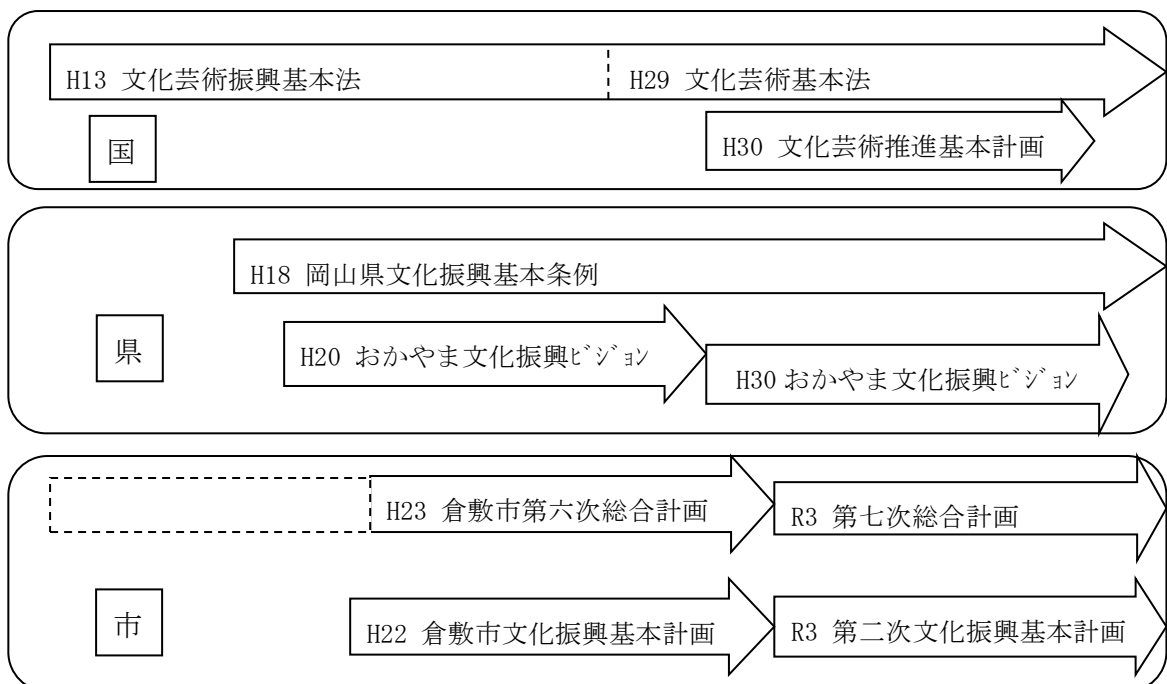 H13 文化芸術振興基本法
H29 文化芸術基本法
国
H30 文化芸術推進基本計画
H18 岡山県文化振興基本条例
県
H20 おかやま文化振興ﾋﾞｼﾞｮﾝ
H30 おかやま文化振興ﾋﾞｼﾞｮﾝ
H23 倉敷市第六次総合計画
R3 第七次総合計画
市
H22 倉敷市文化振興基本計画
R3 第二次文化振興基本計画